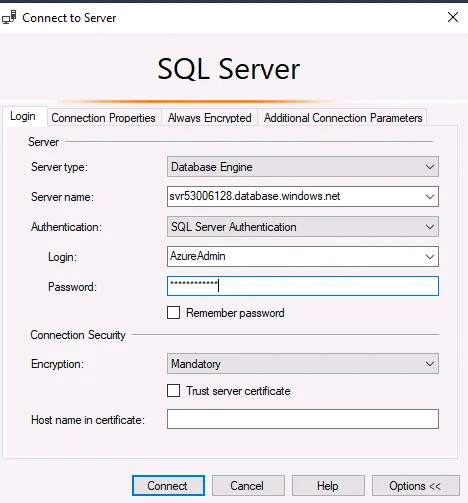 Connect to Server
SQL Server
Login Connection Properties Always Encrypted Additional Connection Parameters
Server
Server type: Database Engine
Server name: svr53006128.database.windows.net
Authentication: SQL Server Authentication
Login: AzureAdmin
Password: ************
Remember password
Connection Security
Encryption: Mandatory
Trust server certificate
Host name in certificate:
Connect Cancel Help Options <<